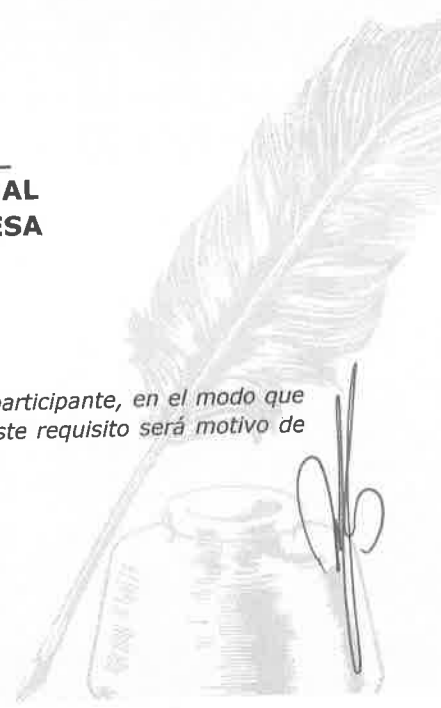 AL
ESA
participante, en el modo que
ste requisito será motivo de